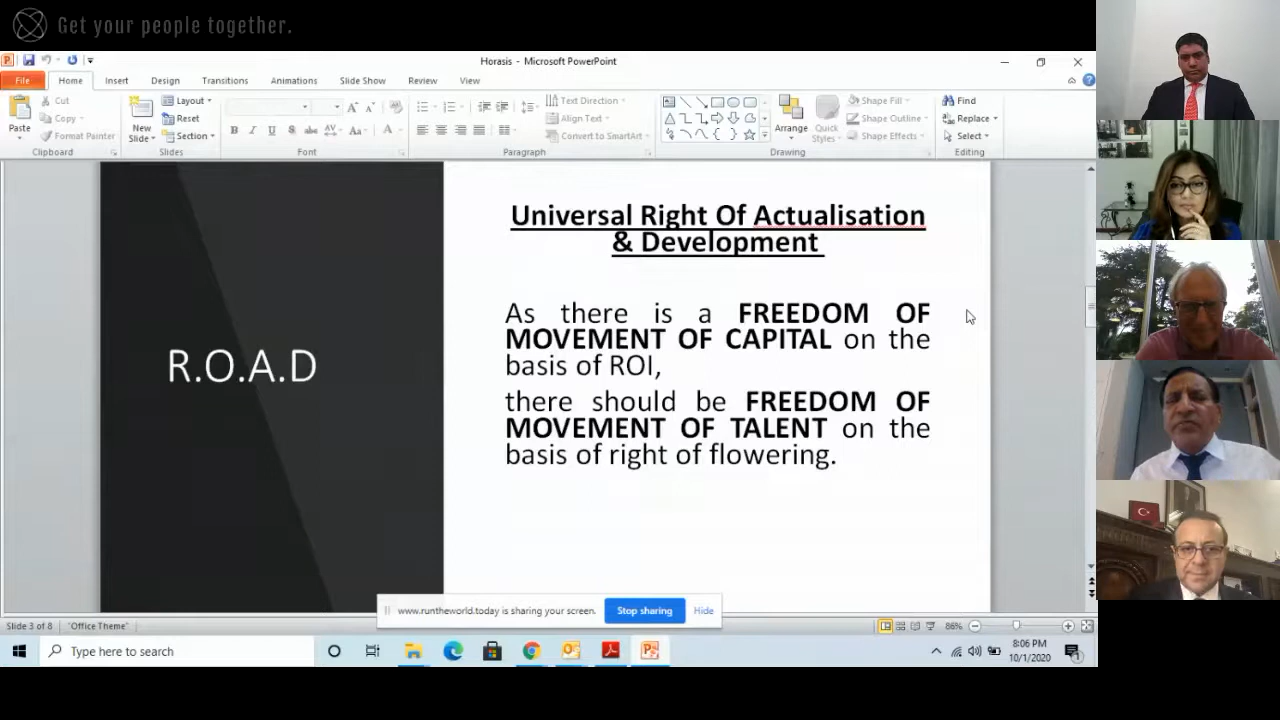 Get your people together.
Horasis - Microsoft PowerPoint
File Home Insert Design Transitions Animations Slide Show Review View
Paste
Cut
Copy
Format Painter
Clipboard
New
Slide
Layout
Reset
Section
Slides
Font
Text Direction
Align Text
Convert to SmartArt
Paragraph
Arrange
Quick
Styles
Shape Fill
Shape Outline
Shape Effects
Drawing
Find
Replace
Select
Editing
R.O.A.D
Universal Right Of Actualisation
& Development
As there is a FREEDOM OF
MOVEMENT OF CAPITAL on the
basis of ROI,
there should be FREEDOM OF
MOVEMENT OF TALENT on the
basis of right of flowering.
www.runtheworld.today is sharing your screen. Stop sharing Hide
Slide 3 of 8 "Office Theme" 86%
Type here to search
8:06 PM
10/1/2020